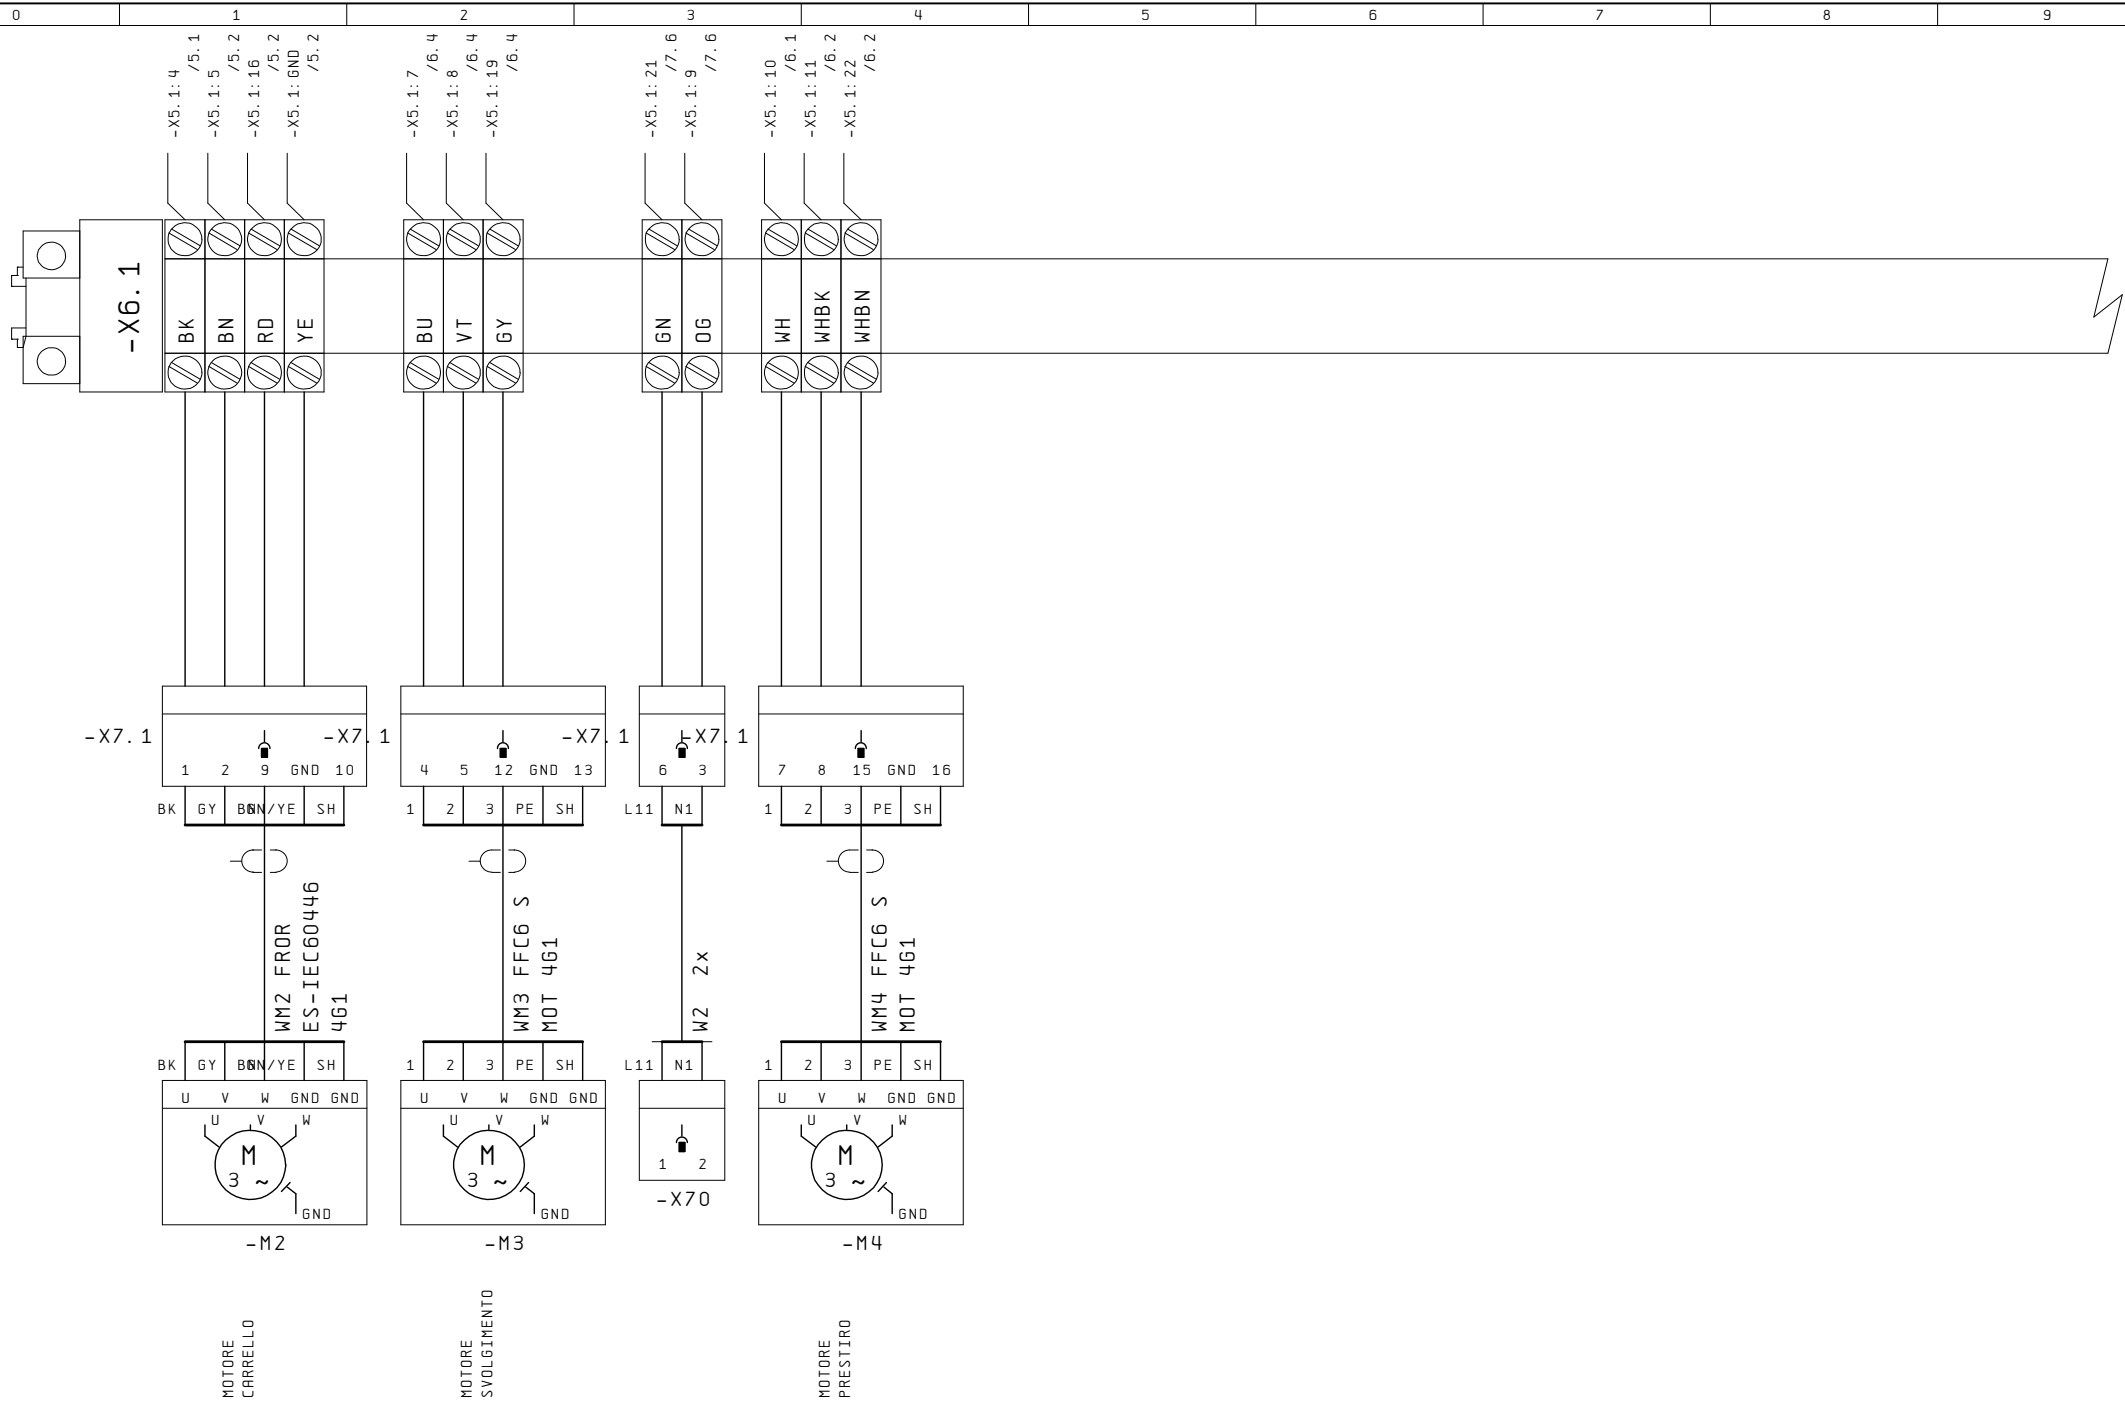 0 1 2 3 4 5 6 7 8 9
-X5.1:4 /5.1
-X5.1:5 /5.2
-X5.1:16 /5.2
-X5.1:GND /5.2
-X5.1:7 /6.4
-X5.1:8 /6.4
-X5.1:19 /6.4
-X5.1:21 /7.6
-X5.1:9 /7.6
-X5.1:10 /6.1
-X5.1:11 /6.2
-X5.1:22 /6.2
-X6.1
BK BN RD YE BU VT GY GN OG WH WHBK WHBN
-X7.1 -X7.1 -X7.1 -X7.1
1 2 9 GND 10 4 5 12 GND 13 6 3 7 8 15 GND 16
BK GY BN GN/YE SH 1 2 3 PE SH L11 N1 1 2 3 PE SH
WM2 FROR
ES-IEC60446
4G1
WM3 FFC6 S
MOT 4G1
W2 2x
WM4 FFC6 S
MOT 4G1
BK GY BN GN/YE SH 1 2 3 PE SH L11 N1 1 2 3 PE SH
U V W GND GND U V W GND GND U V W GND GND
U V W U V W U V W
M M M
3 ~ 3 ~ 1 2 3 ~
GND GND -X70 GND
-M2 -M3 -M4
MOTORE
CARRELLO
MOTORE
SVOLGIMENTO
MOTORE
PRESTIRO